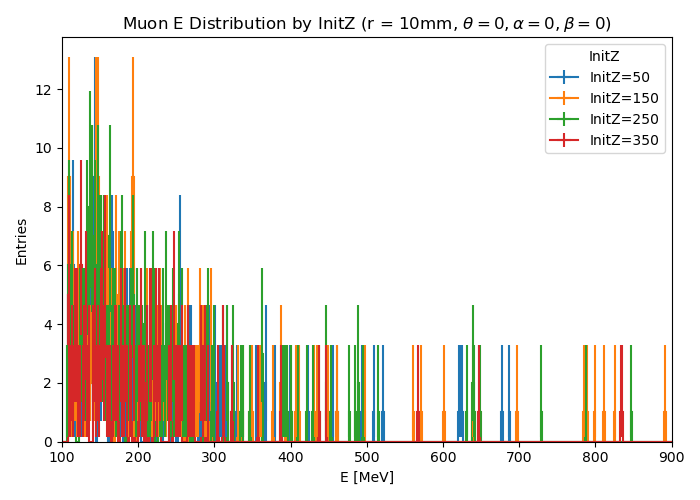 Muon E Distribution by InitZ (r = 10mm, θ = 0, α = 0, β = 0)
InitZ
InitZ=50
InitZ=150
InitZ=250
InitZ=350
Entries
12
10
8
6
4
2
0
100 200 300 400 500 600 700 800 900
E [MeV]